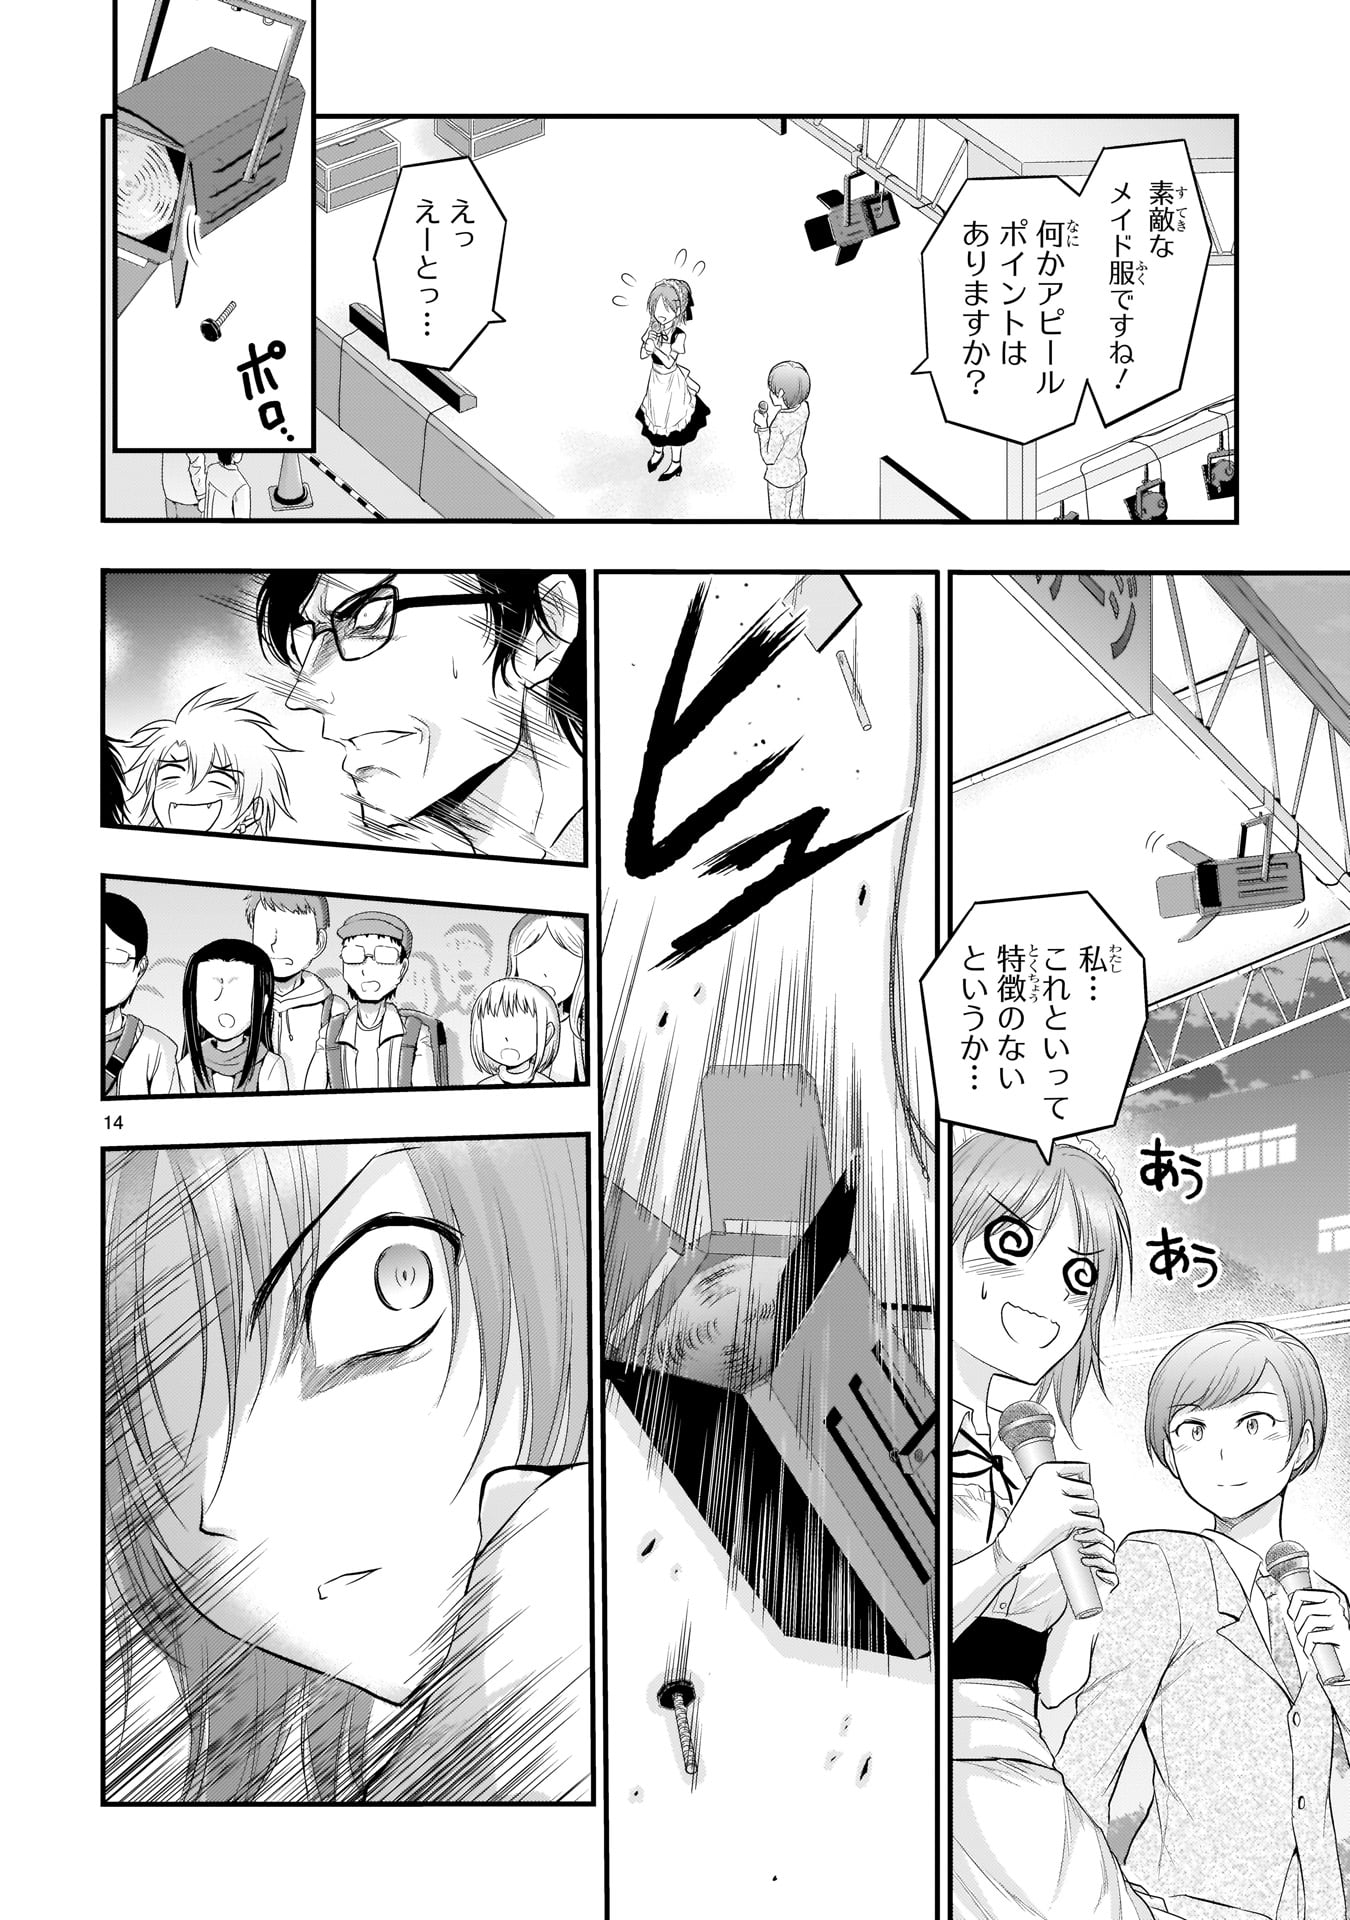 素敵な
メイド服ですね!
何かアピール
ポイントは
ありますか?
えっ
えーとっ…
ポロ…
私…
これといって
特徴のない
というか…
あぅ
あぅ
ヒュ
14